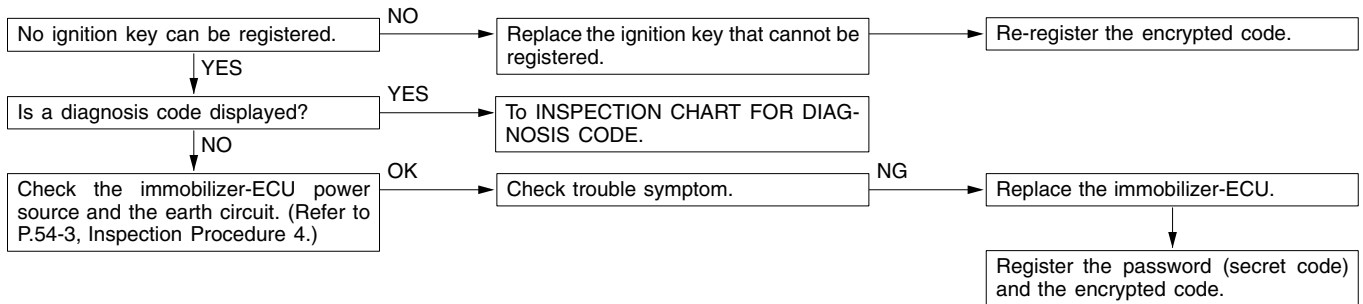 No ignition key can be registered.
NO
Replace the ignition key that cannot be
registered.
Re-register the encrypted code.
YES
Is a diagnosis code displayed?
YES
To INSPECTION CHART FOR DIAG-
NOSIS CODE.
NO
Check the immobilizer-ECU power
source and the earth circuit. (Refer to
P.54-3, Inspection Procedure 4.)
OK
Check trouble symptom.
NG
Replace the immobilizer-ECU.
Register the password (secret code)
and the encrypted code.